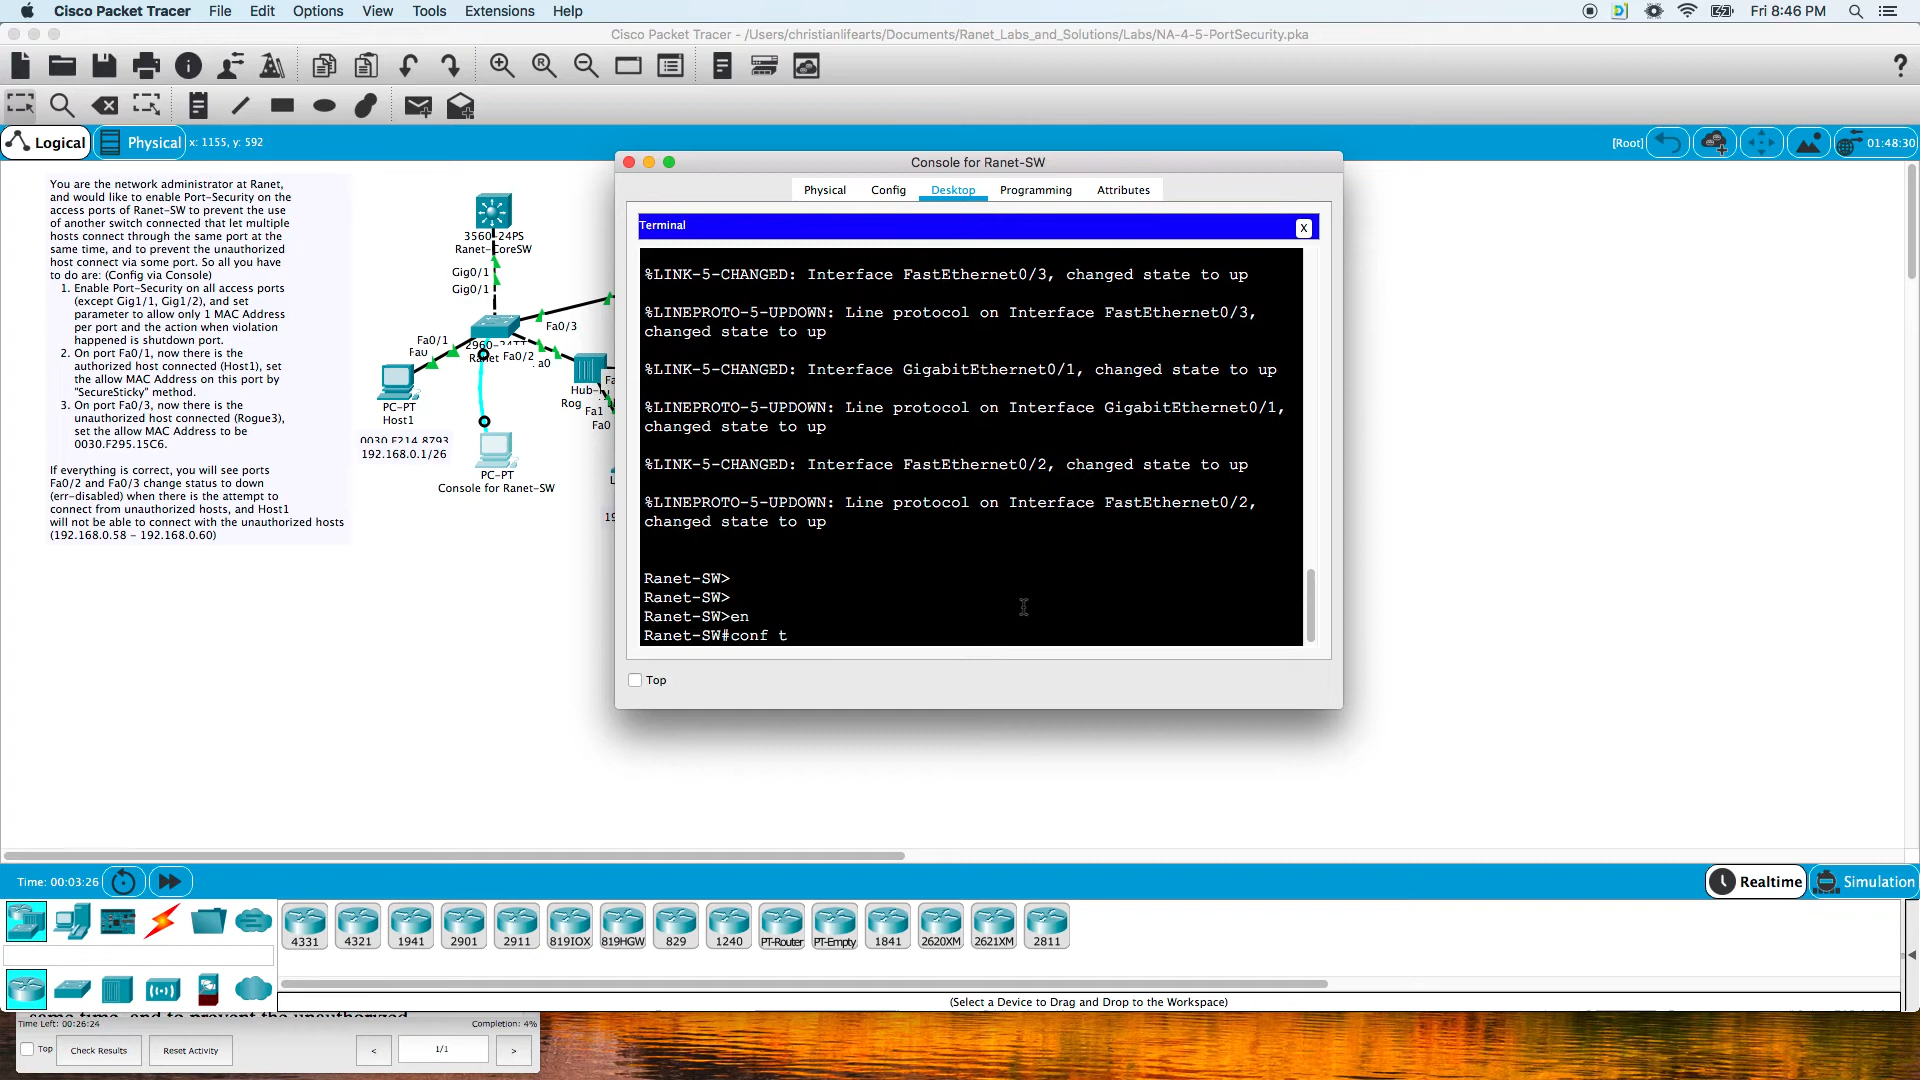 Cisco Packet Tracer File Edit Options View Tools Extensions Help
Fri 8:46 PM
Cisco Packet Tracer - /Users/christianlifearts/Documents/Ranet_Labs_and_Solutions/Labs/NA-4-5-PortSecurity.pka
Logical Physical x: 1155, y: 592
[Root] 01:48:30
You are the network administrator at Ranet,
and would like to enable Port-Security on the
access ports of Ranet-SW to prevent the use
of another switch connected that let multiple
hosts connect through the same port at the
same time, and to prevent the unauthorized
host connect via some port. So all you have
to do are: (Config via Console)
1. Enable Port-Security on all access ports
(except Gig1/1, Gig1/2), and set
parameter to allow only 1 MAC Address
per port and the action when violation
happened is shutdown port.
2. On port Fa0/1, now there is the
authorized host connected (Host1), set
the allow MAC Address on this port by
"SecureSticky" method.
3. On port Fa0/3, now there is the
unauthorized host connected (Rogue3),
set the allow MAC Address to be
0030.F295.15C6.
If everything is correct, you will see ports
Fa0/2 and Fa0/3 change status to down
(err-disabled) when there is the attempt to
connect from unauthorized hosts, and Host1
will not be able to connect with the unauthorized hosts
(192.168.0.58 - 192.168.0.60)
3560-24PS
Ranet-CoreSW
Gig0/1
Gig0/1
Fa0/3
Fa0/1
Fa0
2960-24TT
Ranet
Fa0/2
a0
Hub-
Rog
Fa1
Fa0
PC-PT
Host1
0030.F214.8793
192.168.0.1/26
PC-PT
Console for Ranet-SW
Console for Ranet-SW
Physical Config Desktop Programming Attributes
Terminal X
%LINK-5-CHANGED: Interface FastEthernet0/3, changed state to up
%LINEPROTO-5-UPDOWN: Line protocol on Interface FastEthernet0/3,
changed state to up
%LINK-5-CHANGED: Interface GigabitEthernet0/1, changed state to up
%LINEPROTO-5-UPDOWN: Line protocol on Interface GigabitEthernet0/1,
changed state to up
%LINK-5-CHANGED: Interface FastEthernet0/2, changed state to up
%LINEPROTO-5-UPDOWN: Line protocol on Interface FastEthernet0/2,
changed state to up
Ranet-SW>
Ranet-SW>
Ranet-SW>en
Ranet-SW#conf t
Top
Time: 00:03:26
Realtime Simulation
4331 4321 1941 2901 2911 819IOX 819HGW 829 1240 PT-Router PT-Empty 1841 2620XM 2621XM 2811
(Select a Device to Drag and Drop to the Workspace)
same time, and to prevent the unauthorized
Time Left: 00:26:24 Completion: 4%
Top Check Results Reset Activity < 1/1 >